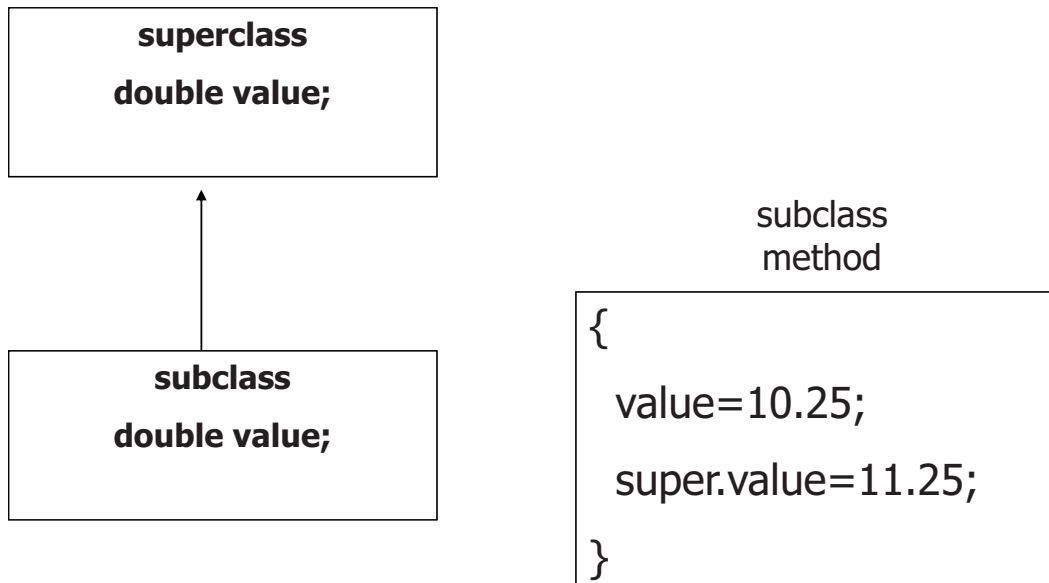 superclass
double value;
subclass
double value;
subclass
method
{
value=10.25;
super.value=11.25;
}